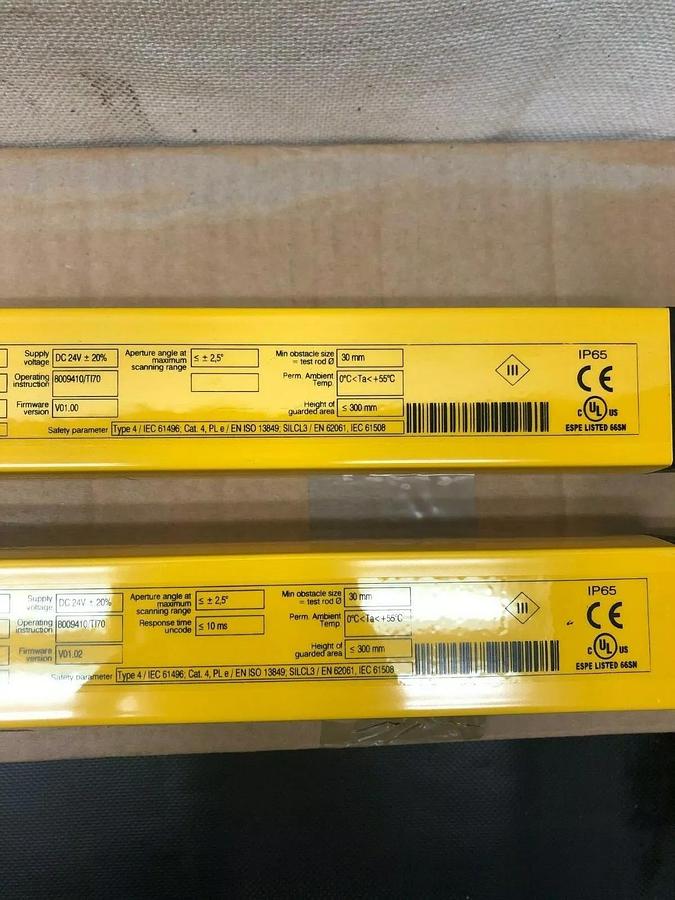 Supply voltage DC 24V ± 20% Aperture angle at maximum scanning range ≤ ± 2,5° Min obstacle size = test rod Ø 30 mm IP65
Operating instruction 8009410/TI70 Perm. Ambient Temp. 0°C<Ta<+55°C III CE
Firmware version V01.00 Height of guarded area ≤ 300 mm C UL US
Safety parameter Type 4 / IEC 61496; Cat. 4, PL e / EN ISO 13849; SILCL3 / EN 62061, IEC 61508 ESPE LISTED 66SN
Supply voltage DC 24V ± 20% Aperture angle at maximum scanning range ≤ ± 2,5° Min obstacle size = test rod Ø 30 mm IP65
Operating instruction 8009410/TI70 Response time uncode ≤ 10 ms Perm. Ambient Temp. 0°C<Ta<+55°C III CE
Firmware version V01.02 Height of guarded area ≤ 300 mm C UL US
Safety parameter Type 4 / IEC 61496; Cat. 4, PL e / EN ISO 13849; SILCL3 / EN 62061, IEC 61508 ESPE LISTED 66SN